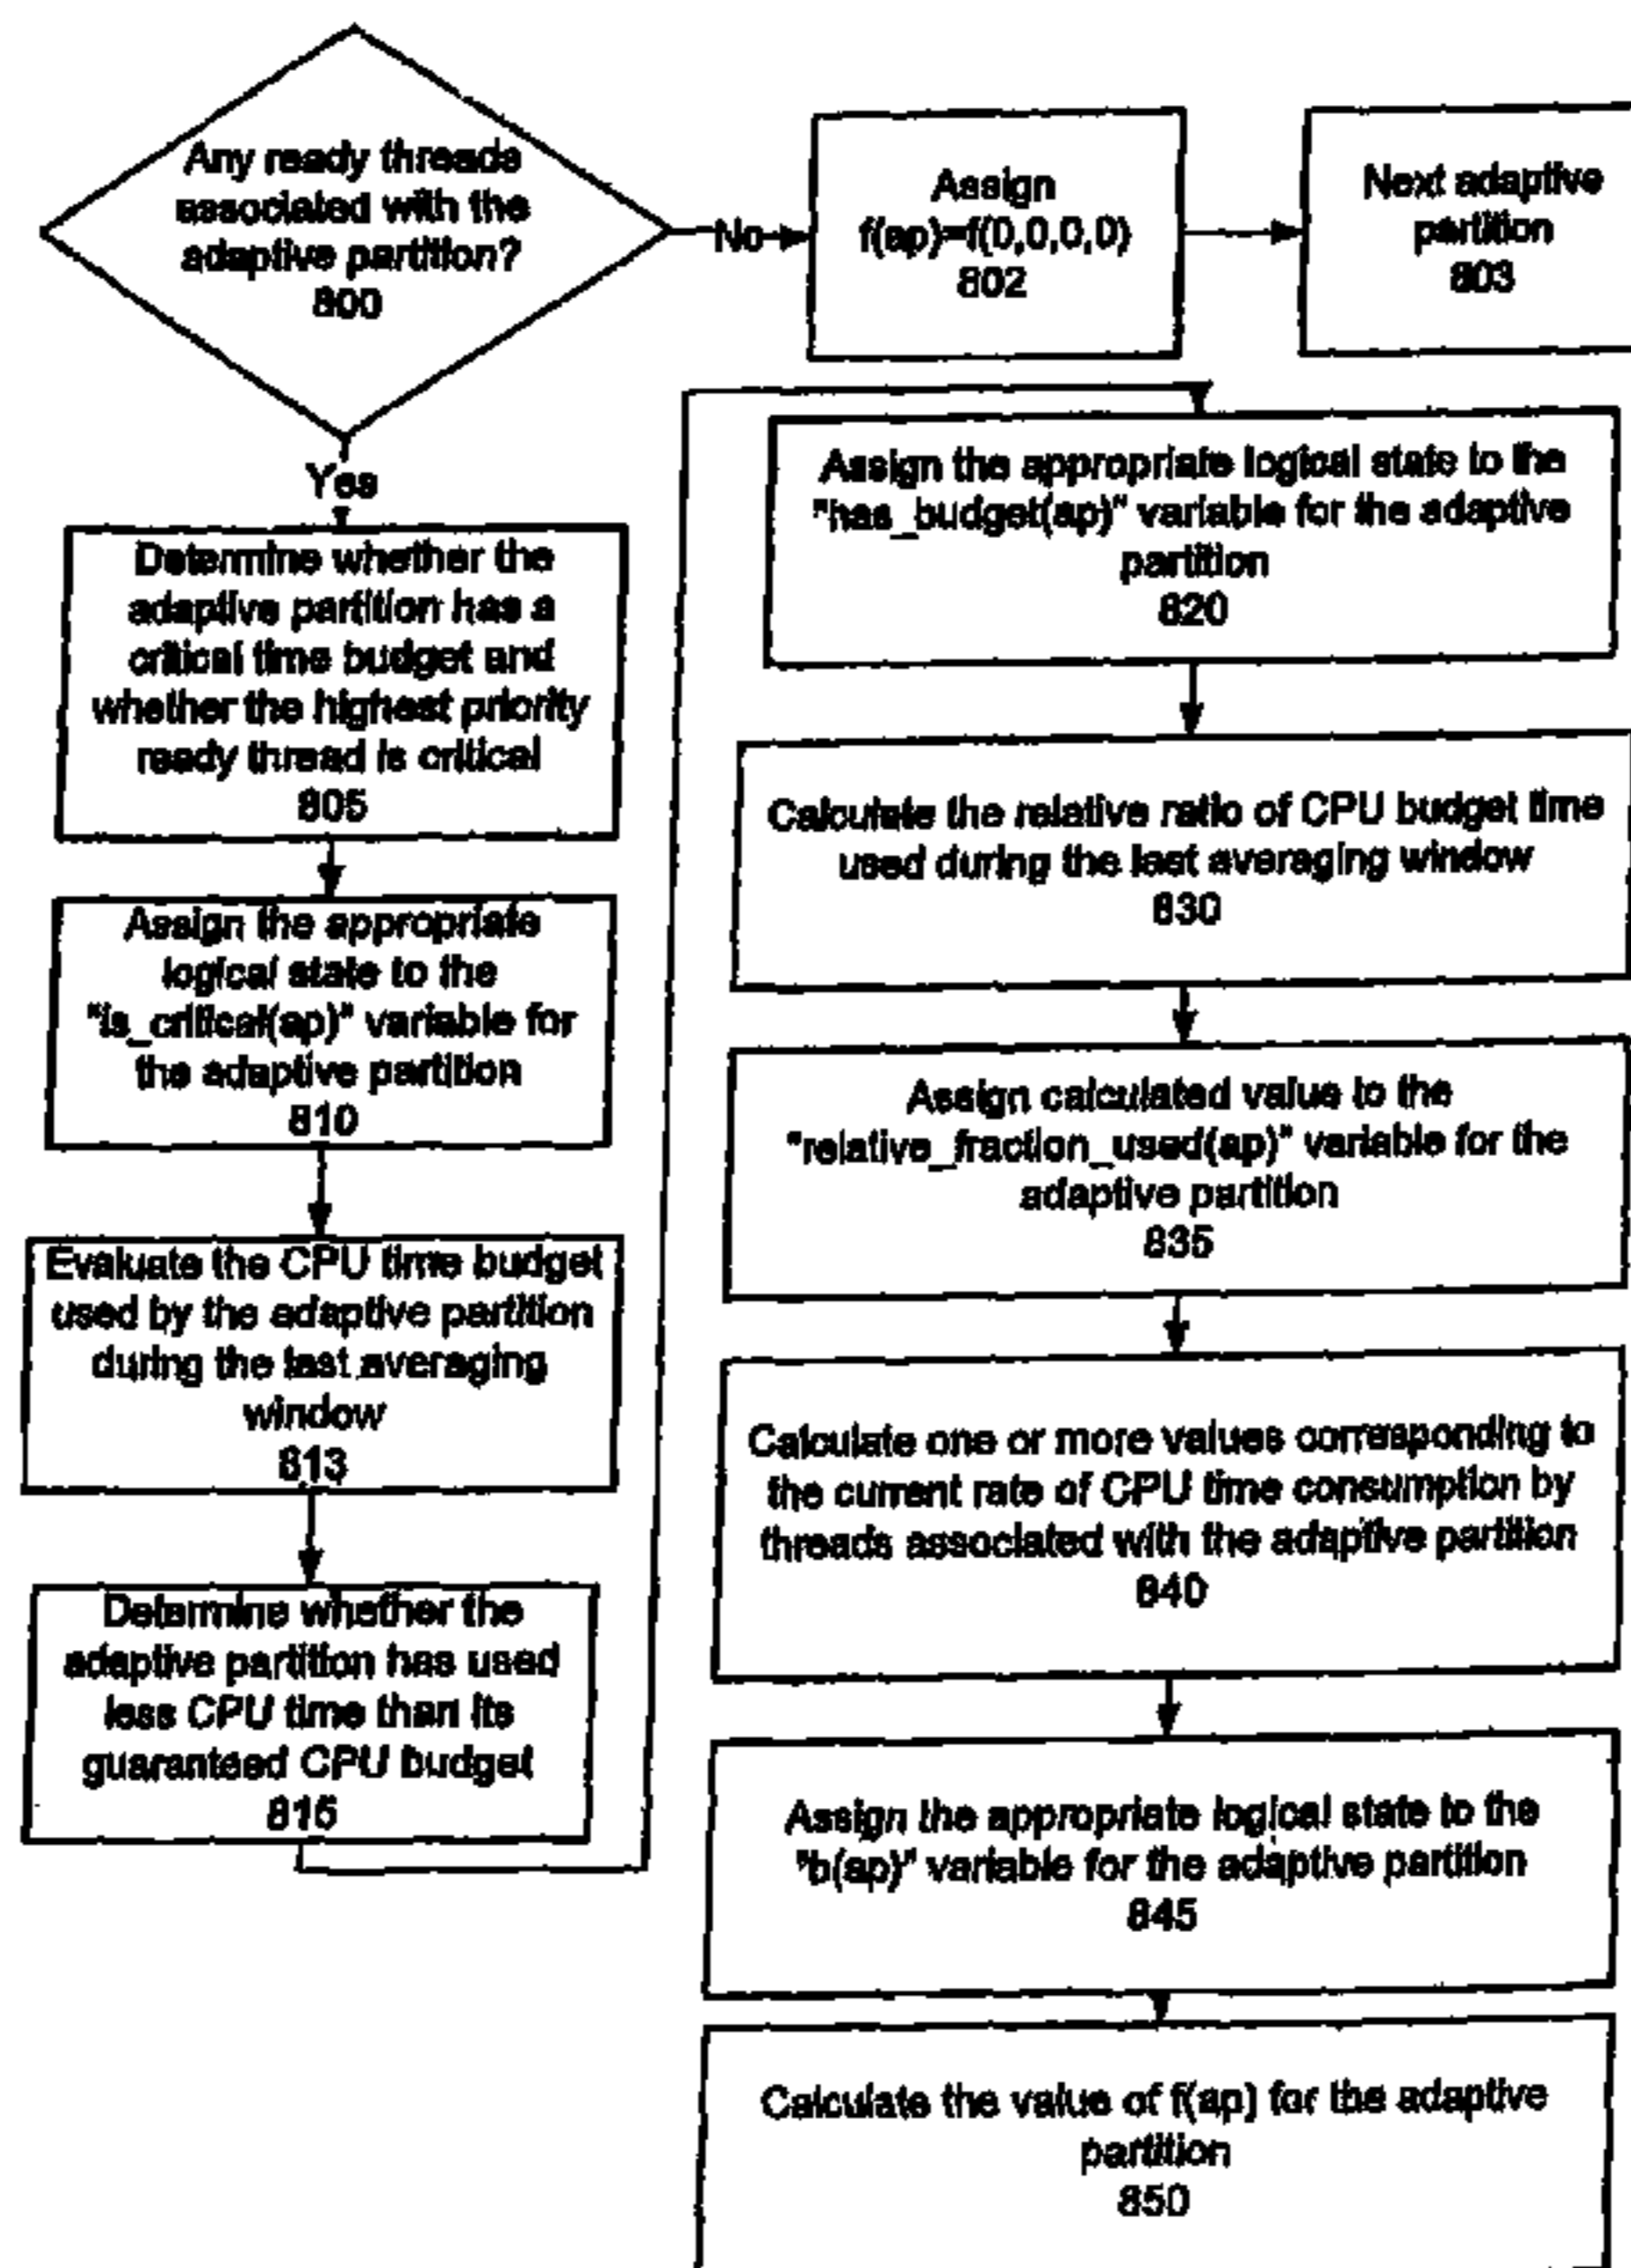 Any ready threads
associated with the
adaptive partition?
800
No
Assign
f(ap)=f(0,0,0,0)
802
Next adaptive
partition
803
Yes
Determine whether the
adaptive partition has a
critical time budget and
whether the highest priority
ready thread is critical
805
Assign the appropriate
logical state to the
"is_critical(ap)" variable for
the adaptive partition
810
Evaluate the CPU time budget
used by the adaptive partition
during the last averaging
window
813
Determine whether the
adaptive partition has used
less CPU time than its
guaranteed CPU budget
815
Assign the appropriate logical state to the
"has_budget(ap)" variable for the adaptive
partition
820
Calculate the relative ratio of CPU budget time
used during the last averaging window
830
Assign calculated value to the
"relative_fraction_used(ap)" variable for the
adaptive partition
835
Calculate one or more values corresponding to
the current rate of CPU time consumption by
threads associated with the adaptive partition
840
Assign the appropriate logical state to the
"b(ap)" variable for the adaptive partition
845
Calculate the value of f(ap) for the adaptive
partition
850